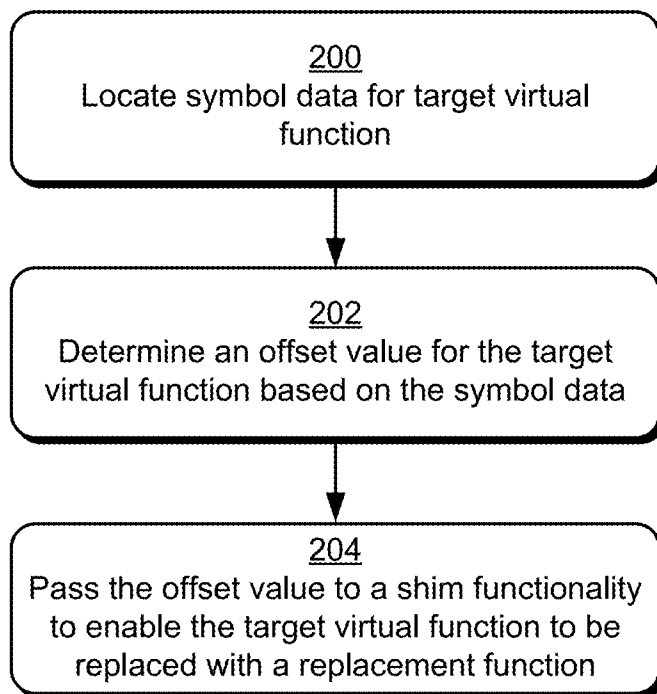 200
Locate symbol data for target virtual
function
202
Determine an offset value for the target
virtual function based on the symbol data
204
Pass the offset value to a shim functionality
to enable the target virtual function to be
replaced with a replacement function